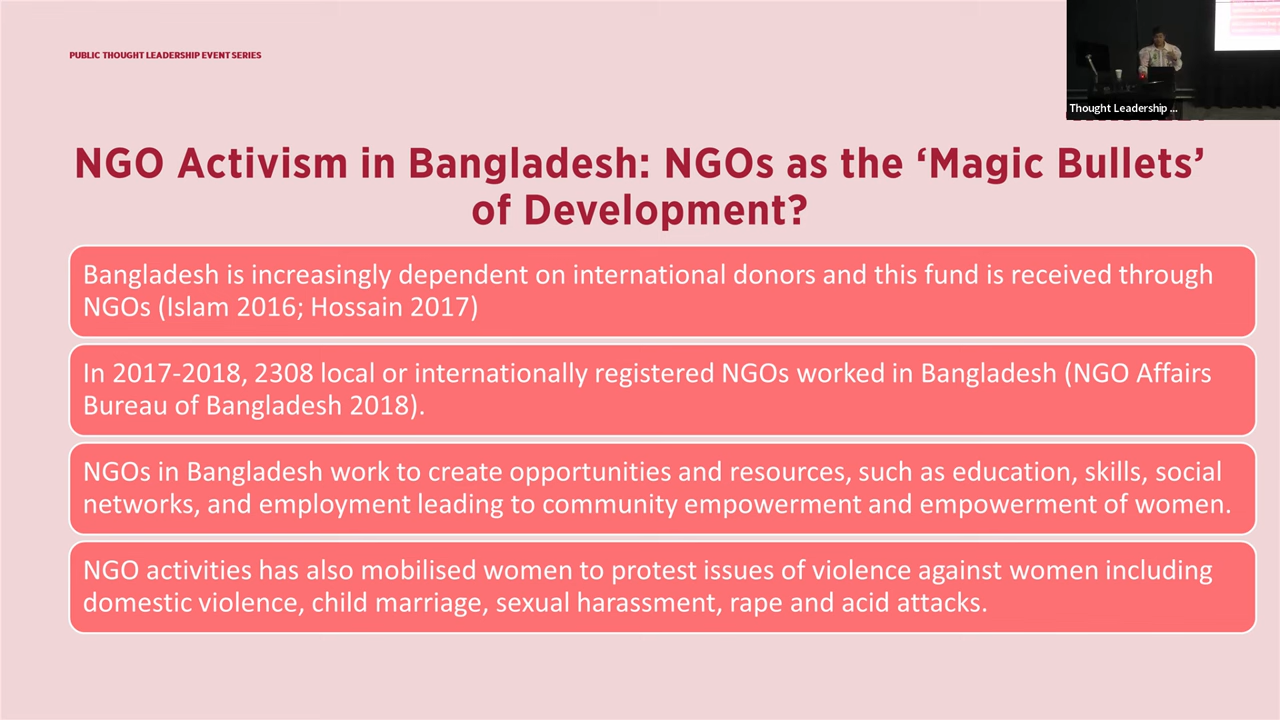 PUBLIC THOUGHT LEADERSHIP EVENT SERIES
Thought Leadership ...
NGO Activism in Bangladesh: NGOs as the ‘Magic Bullets’
of Development?
Bangladesh is increasingly dependent on international donors and this fund is received through
NGOs (Islam 2016; Hossain 2017)
In 2017-2018, 2308 local or internationally registered NGOs worked in Bangladesh (NGO Affairs
Bureau of Bangladesh 2018).
NGOs in Bangladesh work to create opportunities and resources, such as education, skills, social
networks, and employment leading to community empowerment and empowerment of women.
NGO activities has also mobilised women to protest issues of violence against women including
domestic violence, child marriage, sexual harassment, rape and acid attacks.